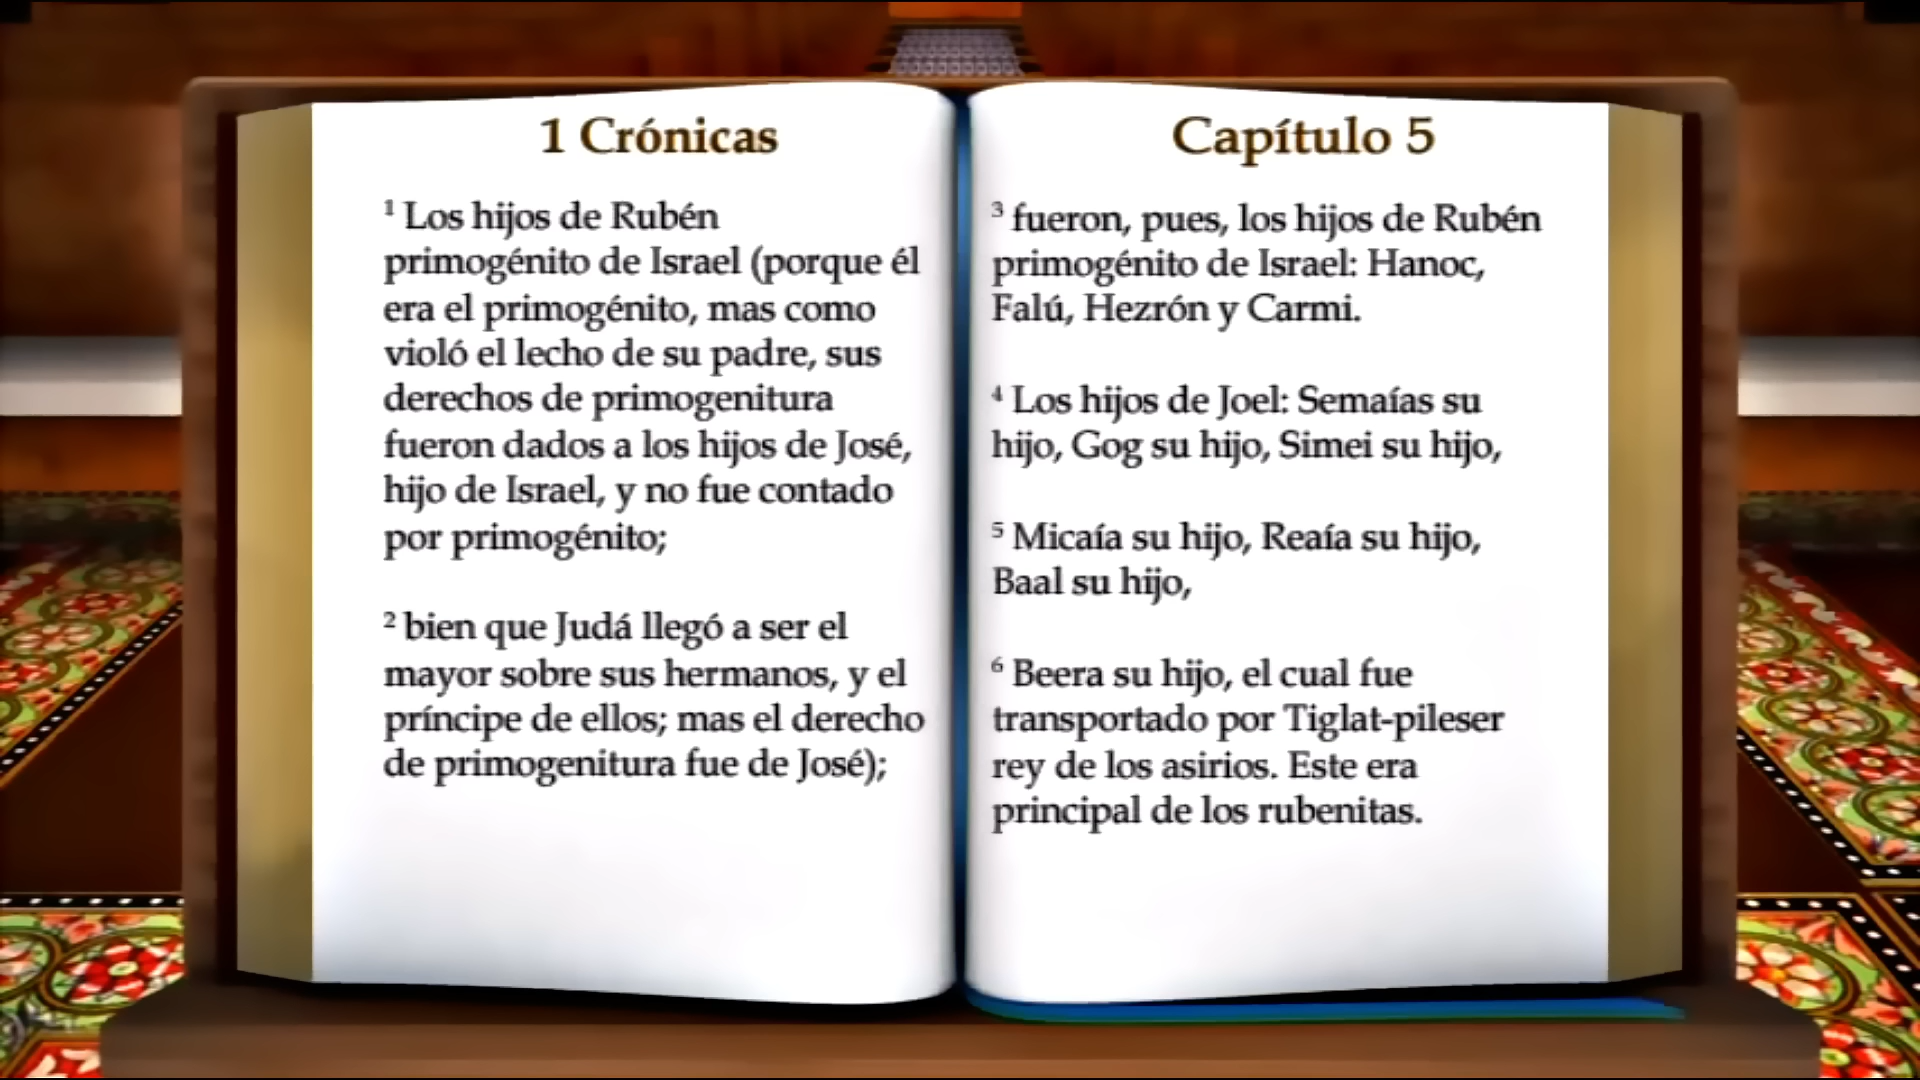 1 Crónicas
¹ Los hijos de Rubén
primogénito de Israel (porque él
era el primogénito, mas como
violó el lecho de su padre, sus
derechos de primogenitura
fueron dados a los hijos de José,
hijo de Israel, y no fue contado
por primogénito;
² bien que Judá llegó a ser el
mayor sobre sus hermanos, y el
príncipe de ellos; mas el derecho
de primogenitura fue de José);
Capítulo 5
³ fueron, pues, los hijos de Rubén
primogénito de Israel: Hanoc,
Falú, Hezrón y Carmi.
⁴ Los hijos de Joel: Semaías su
hijo, Gog su hijo, Simei su hijo,
⁵ Micaía su hijo, Reaía su hijo,
Baal su hijo,
⁶ Beera su hijo, el cual fue
transportado por Tiglat-pileser
rey de los asirios. Este era
principal de los rubenitas.